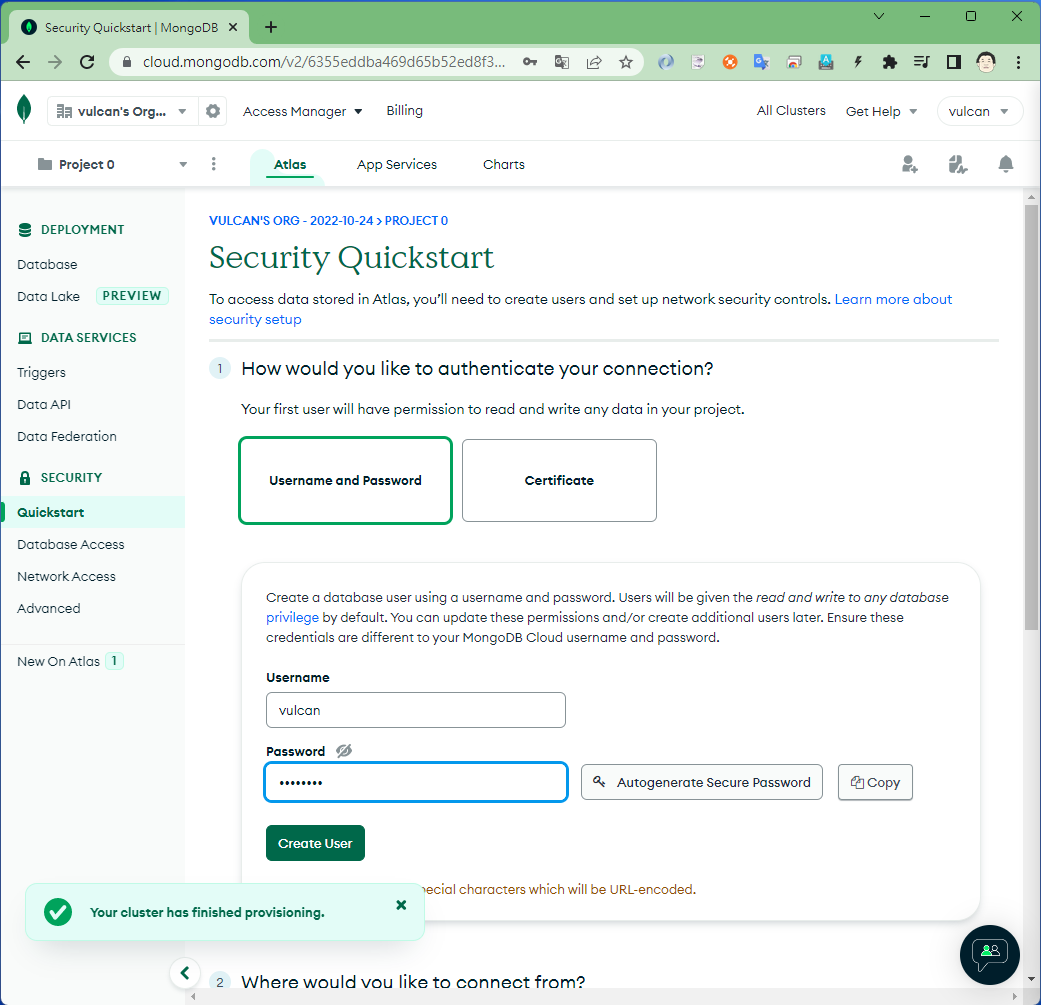 Security Quickstart | MongoDB
cloud.mongodb.com/v2/6355eddba469d65b52ed8f3...
vulcan's Org...
Access Manager
Billing
All Clusters
Get Help
vulcan
Project 0
Atlas
App Services
Charts
DEPLOYMENT
Database
Data Lake PREVIEW
DATA SERVICES
Triggers
Data API
Data Federation
SECURITY
Quickstart
Database Access
Network Access
Advanced
New On Atlas 1
VULCAN'S ORG - 2022-10-24 > PROJECT 0
Security Quickstart
To access data stored in Atlas, you'll need to create users and set up network security controls. Learn more about
security setup
1 How would you like to authenticate your connection?
Your first user will have permission to read and write any data in your project.
Username and Password
Certificate
Create a database user using a username and password. Users will be given the read and write to any database
privilege by default. You can update these permissions and/or create additional users later. Ensure these
credentials are different to your MongoDB Cloud username and password.
Username
vulcan
Password
••••••••
Autogenerate Secure Password
Copy
Create User
characters which will be URL-encoded.
Your cluster has finished provisioning.
2 Where would you like to connect from?